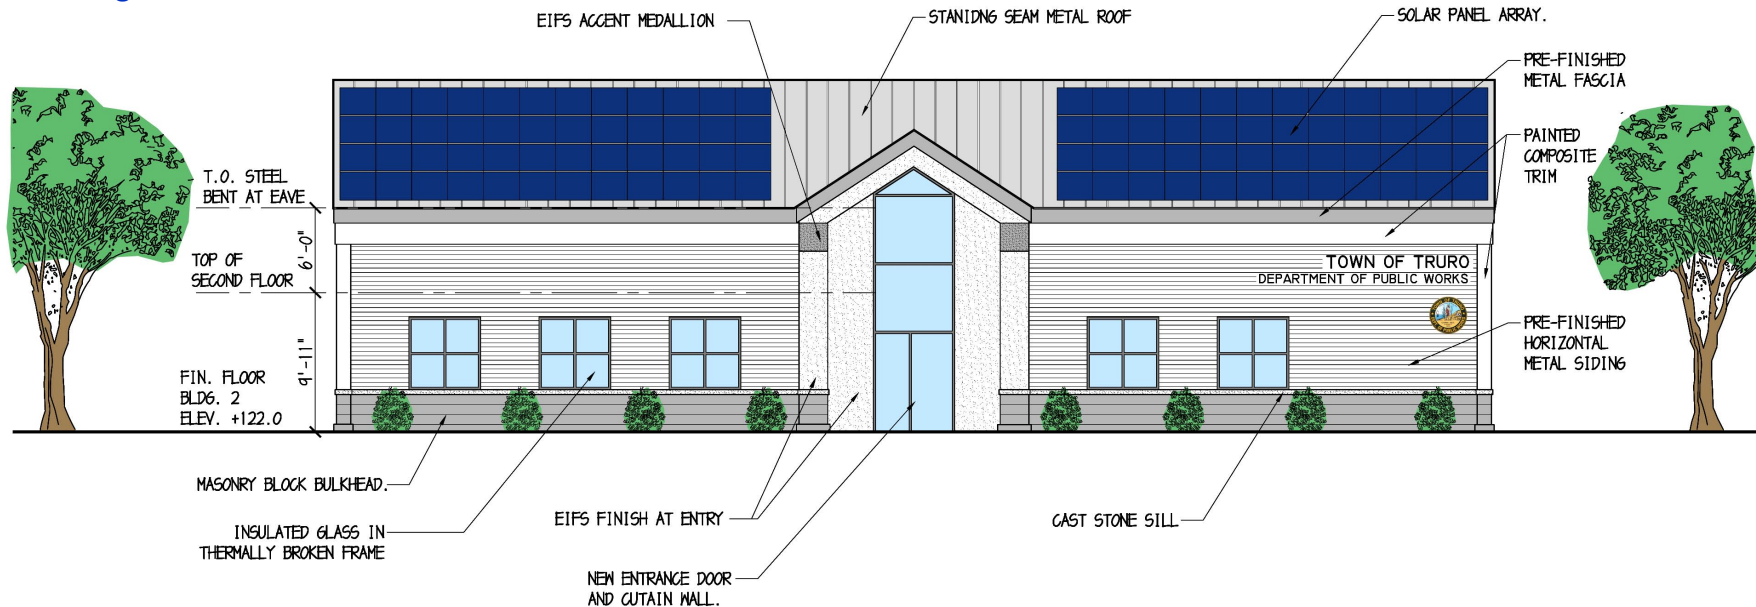 EIFS ACCENT MEDALLION
STANIDNG SEAM METAL ROOF
SOLAR PANEL ARRAY.
PRE-FINISHED
METAL FASCIA
PAINTED
COMPOSITE
TRIM
T.O. STEEL
BENT AT EAVE
6'-0"
TOP OF
SECOND FLOOR
TOWN OF TRURO
DEPARTMENT OF PUBLIC WORKS
PRE-FINISHED
HORIZONTAL
METAL SIDING
9'-11"
FIN. FLOOR
BLDG. 2
ELEV. +122.0
MASONRY BLOCK BULKHEAD.
INSULATED GLASS IN
THERMALLY BROKEN FRAME
EIFS FINISH AT ENTRY
CAST STONE SILL
NEW ENTRANCE DOOR
AND CUTAIN WALL.